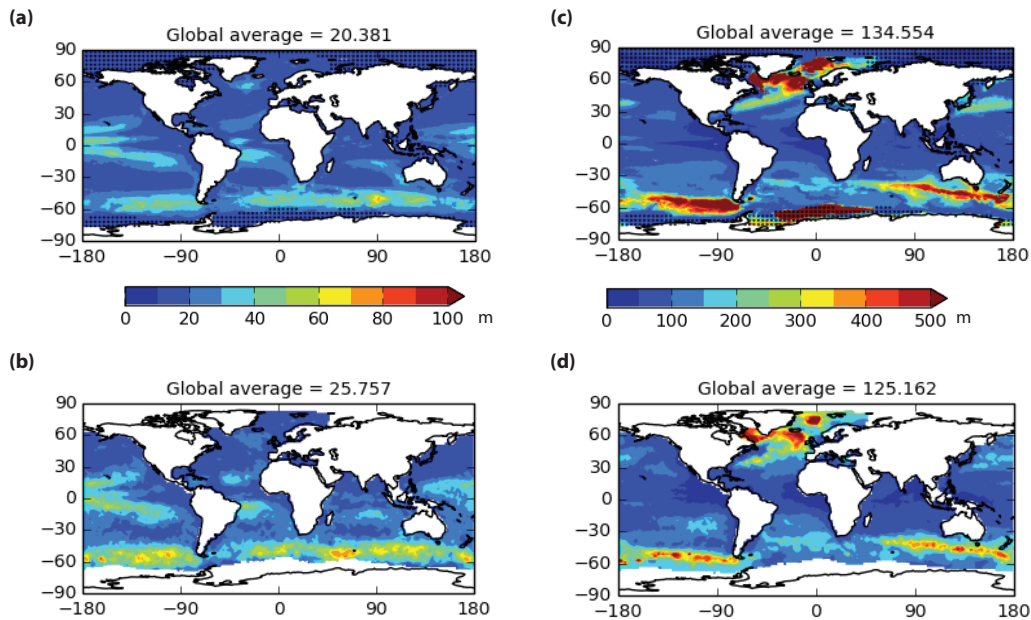 (a)
Global average = 20.381
90
60
30
0
−30
−60
−90
−180 −90 0 90 180
(c)
Global average = 134.554
90
60
30
0
−30
−60
−90
−180 −90 0 90 180
0 20 40 60 80 100 m
0 100 200 300 400 500 m
(b)
Global average = 25.757
90
60
30
0
−30
−60
−90
−180 −90 0 90 180
(d)
Global average = 125.162
90
60
30
0
−30
−60
−90
−180 −90 0 90 180